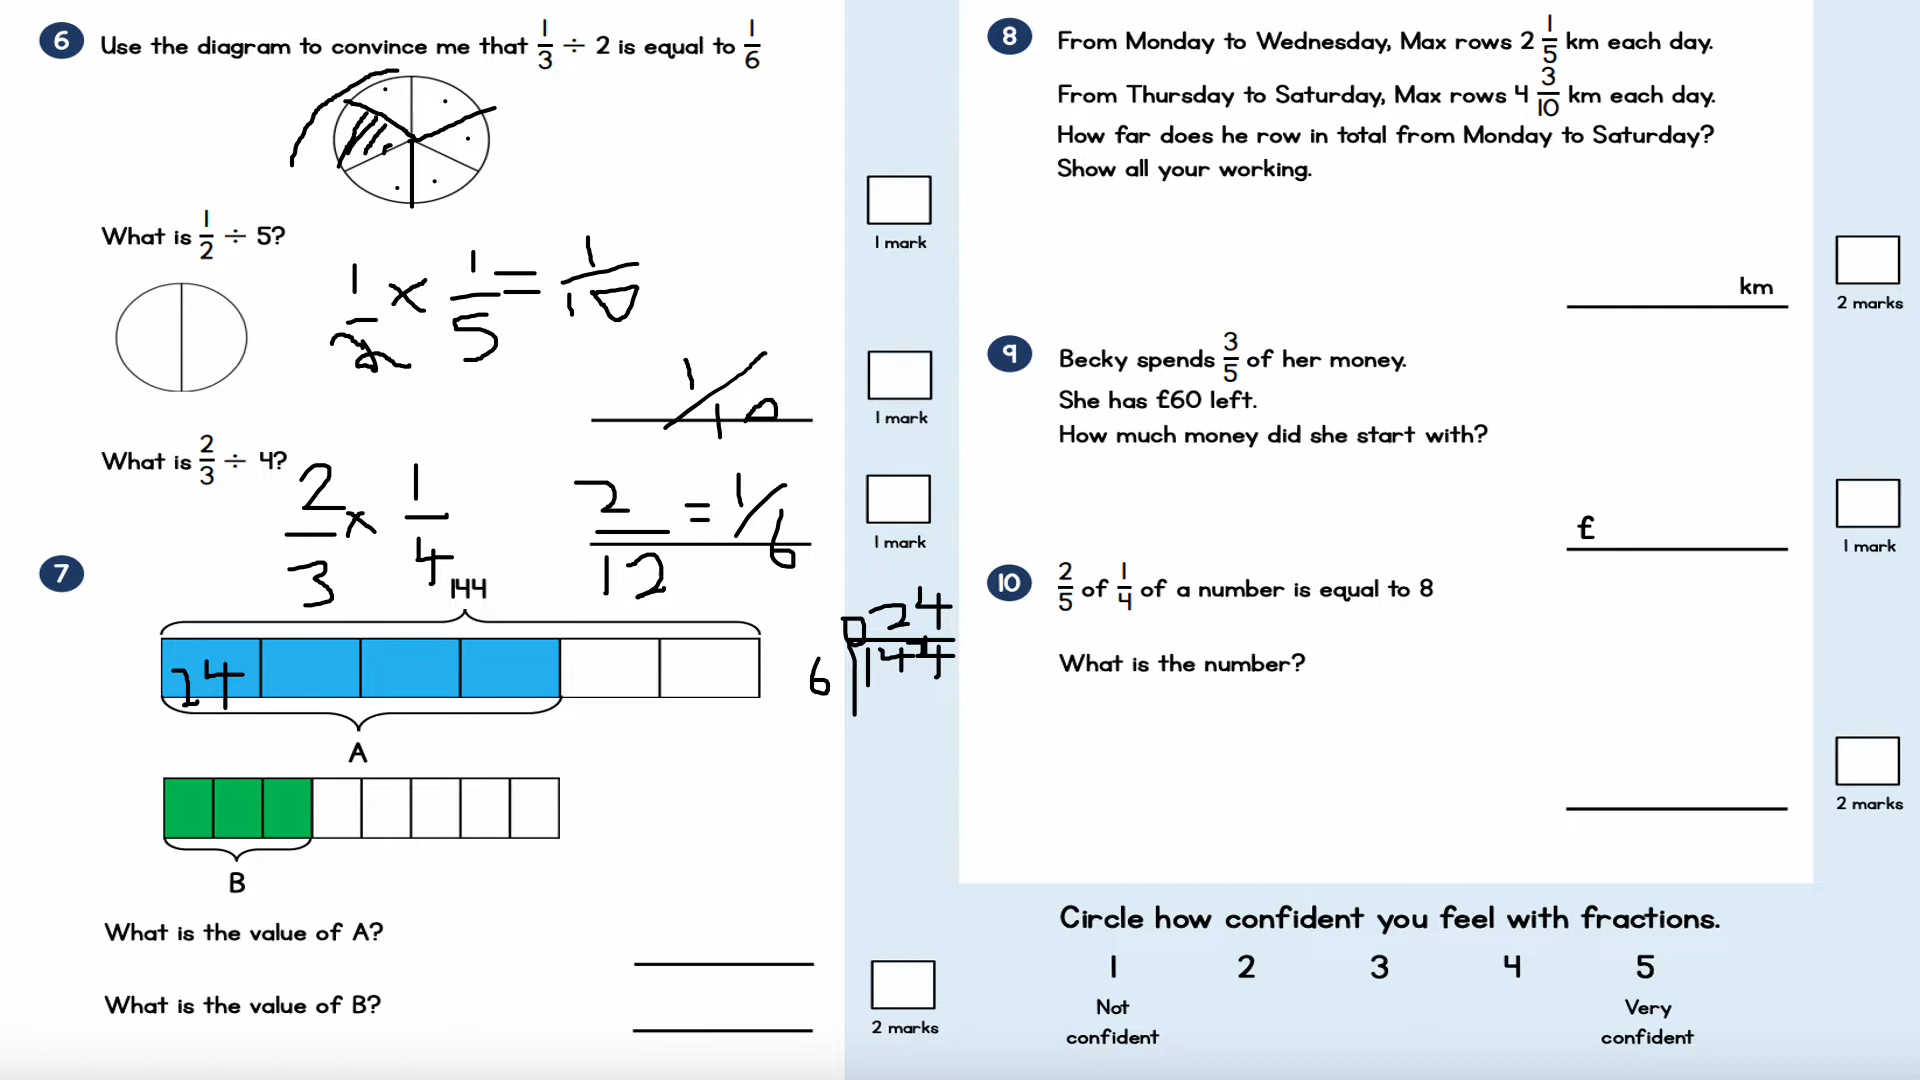 6 Use the diagram to convince me that 1/3 ÷ 2 is equal to 1/6
What is 1/2 ÷ 5?
1/2 × 1/5 = 1/10
1/10
What is 2/3 ÷ 4?
2/3 × 1/4
2/12 = 1/6
1 mark
1 mark
1 mark
7
144
24
24
6 144
A
B
What is the value of A?
What is the value of B?
2 marks
8 From Monday to Wednesday, Max rows 2 1/5 km each day.
From Thursday to Saturday, Max rows 4 3/10 km each day.
How far does he row in total from Monday to Saturday?
Show all your working.
km
2 marks
9 Becky spends 3/5 of her money.
She has £60 left.
How much money did she start with?
£
1 mark
10 2/5 of 1/4 of a number is equal to 8
What is the number?
2 marks
Circle how confident you feel with fractions.
1 2 3 4 5
Not confident
Very confident